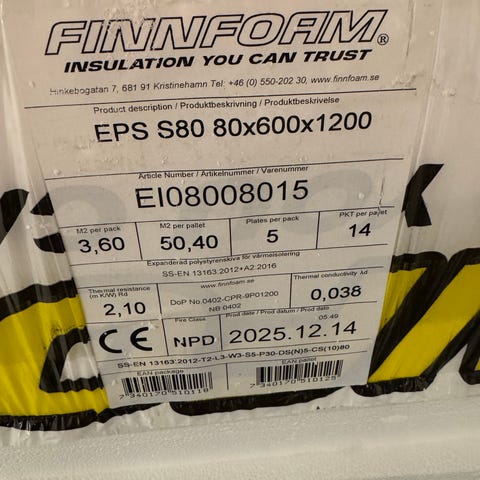 FINNFOAM®
INSULATION YOU CAN TRUST
Hinkebogatan 7, 681 91 Kristinehamn Tel: +46 (0) 550-202 30, www.finnfoam.se
Product description / Produktbeskrivning / Produktbeskrivelse
EPS S80 80x600x1200
Article Number / Artikelnummer / Varenummer
EI08008015
M2 per pack M2 per pallet Plates per pack PKT per pallet
3,60 50,40 5 14
Expanderad polystyrenskiva för värmeisolering
SS-EN 13163:2012+A2:2016
Thermal resistance (m K/W) Rd
2,10
www.finnfoam.se
DoP No.0402-CPR-9P01200
NB 0402
Thermal conductivity λd
0,038
CE
Fire Class
NPD
Prod date / Prod datum / Prod dato
05:49
2025.12.14
SS-EN 13163:2012-T2-L3-W3-S5-P30-DS(N)5-CS(10)80
EAN package EAN pallet
7340170510118 7340170510125